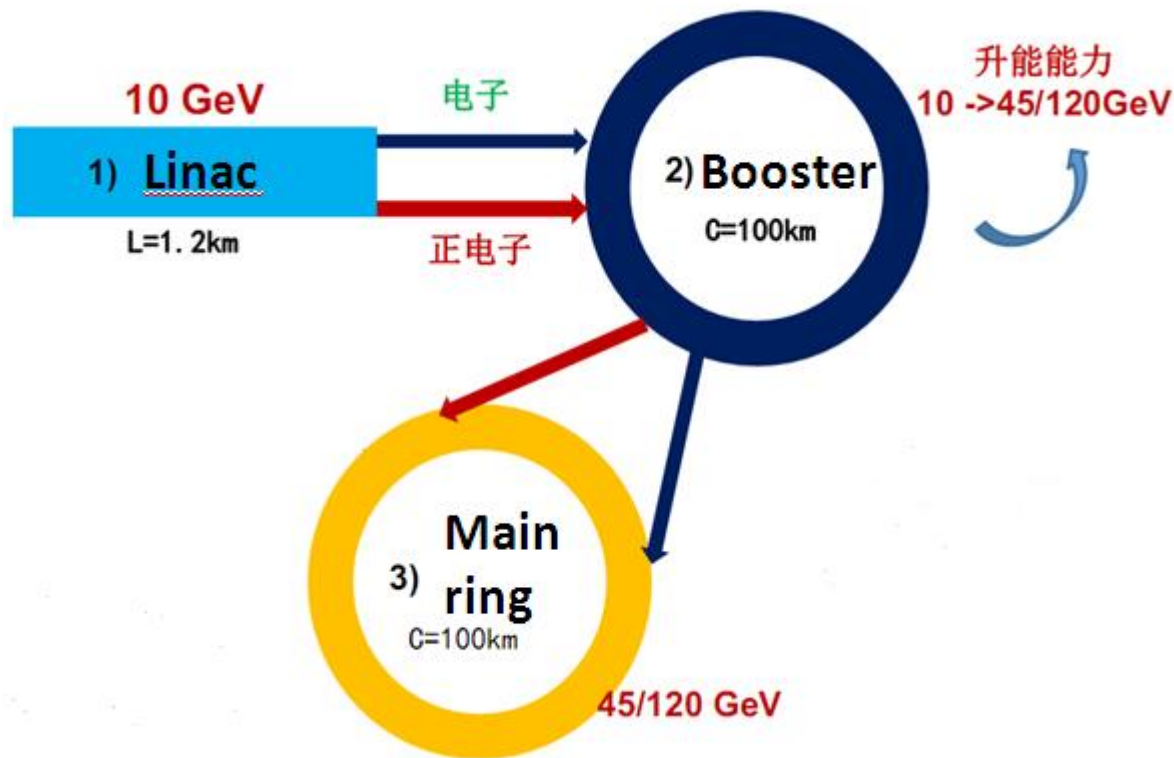 10 GeV
电子
1) Linac
L=1.2km
正电子
2) Booster
C=100km
升能能力
10 ->45/120GeV
3) Main
ring
C=100km
45/120 GeV